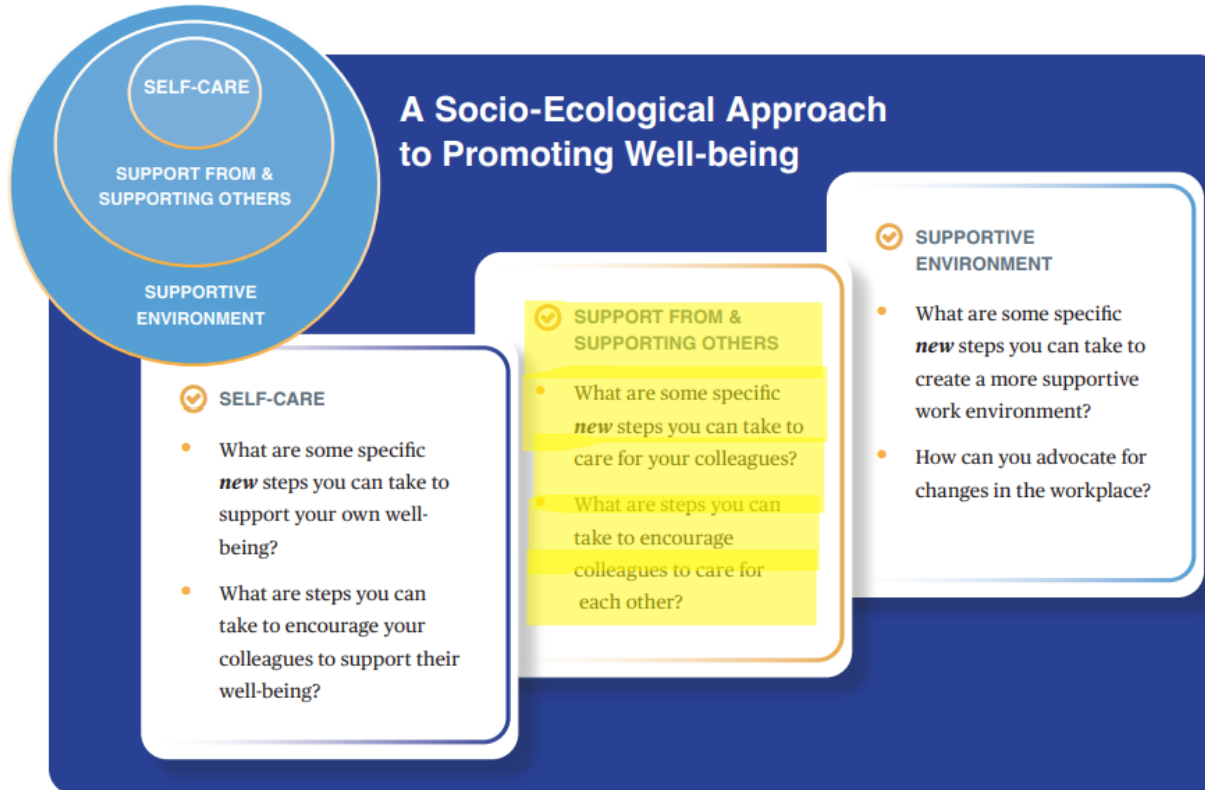 SELF-CARE
SUPPORT FROM &
SUPPORTING OTHERS
SUPPORTIVE
ENVIRONMENT
A Socio-Ecological Approach
to Promoting Well-being
SELF-CARE
What are some specific
new steps you can take to
support your own well-
being?
What are steps you can
take to encourage your
colleagues to support their
well-being?
SUPPORT FROM &
SUPPORTING OTHERS
What are some specific
new steps you can take to
care for your colleagues?
What are steps you can
take to encourage
colleagues to care for
each other?
SUPPORTIVE
ENVIRONMENT
What are some specific
new steps you can take to
create a more supportive
work environment?
How can you advocate for
changes in the workplace?